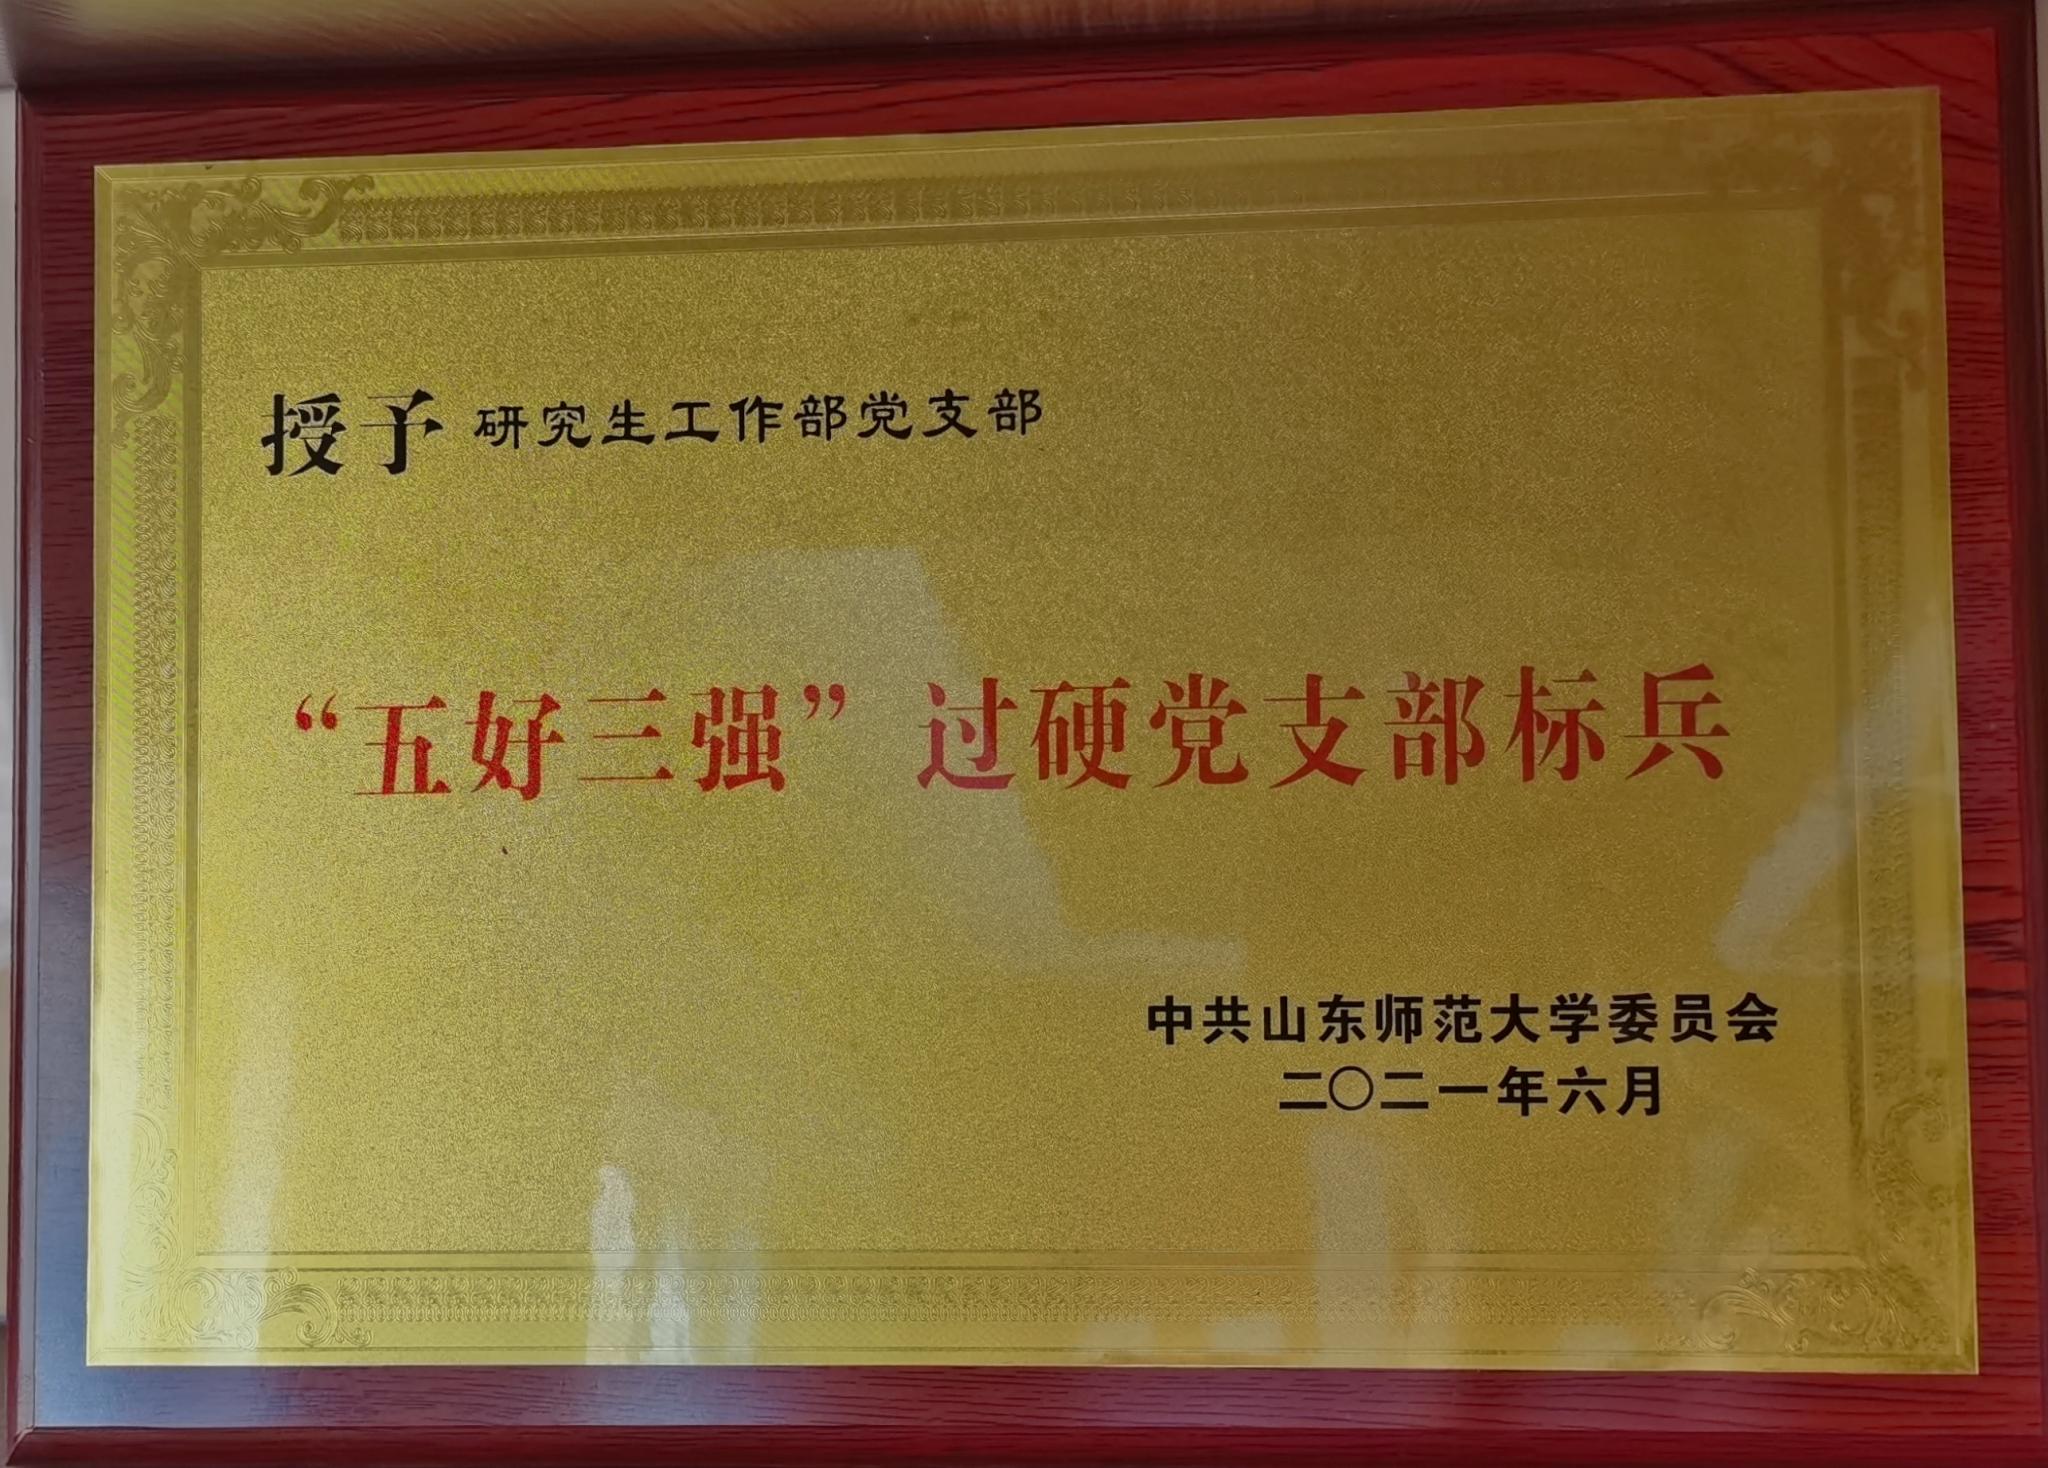 授予 研究生工作部党支部
“五好三强”过硬党支部标兵
中共山东师范大学委员会
二〇二一年六月